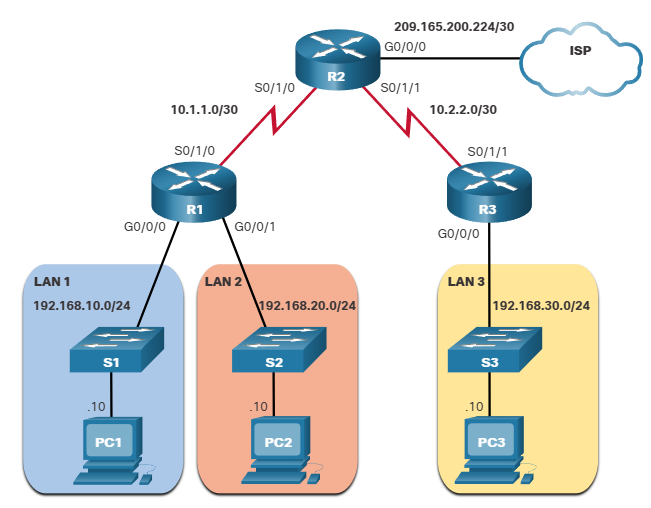 209.165.200.224/30
G0/0/0
ISP
R2
S0/1/0
S0/1/1
10.1.1.0/30
10.2.2.0/30
S0/1/0
S0/1/1
R1
R3
G0/0/0
G0/0/1
G0/0/0
LAN 1
LAN 2
LAN 3
192.168.10.0/24
192.168.20.0/24
192.168.30.0/24
S1
S2
S3
.10
.10
.10
PC1
PC2
PC3